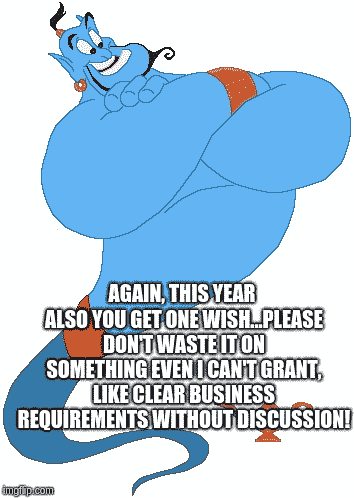 AGAIN, THIS YEAR
ALSO YOU GET ONE WISH...PLEASE
DON'T WASTE IT ON
SOMETHING EVEN I CAN'T GRANT,
LIKE CLEAR BUSINESS
REQUIREMENTS WITHOUT DISCUSSION!
imgflip.com